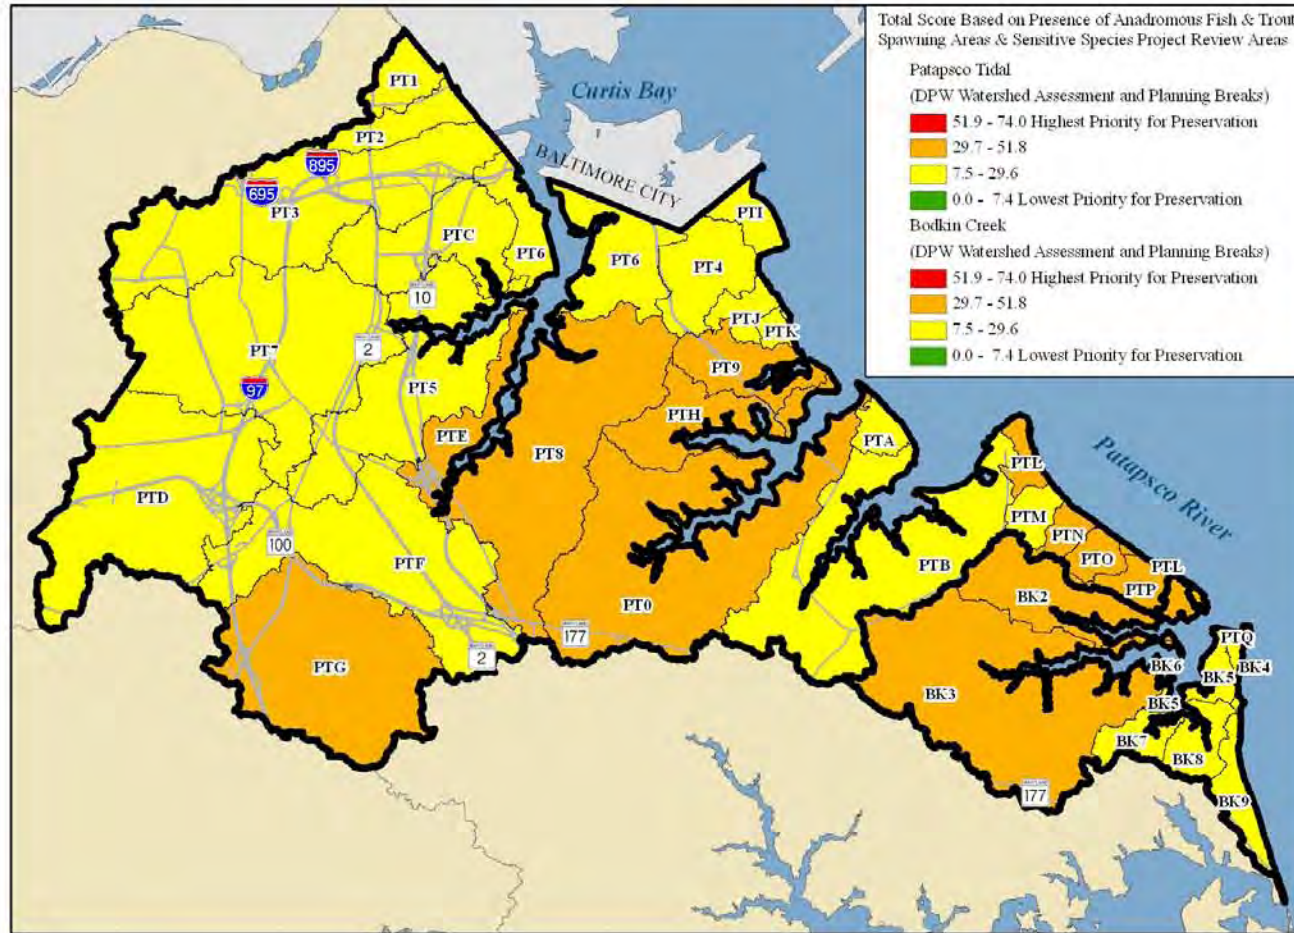 Total Score Based on Presence of Anadromous Fish & Trout
Spawning Areas & Sensitive Species Project Review Areas
Patapsco Tidal
(DPW Watershed Assessment and Planning Breaks)
51.9 - 74.0 Highest Priority for Preservation
29.7 - 51.8
7.5 - 29.6
0.0 - 7.4 Lowest Priority for Preservation
Bodkin Creek
(DPW Watershed Assessment and Planning Breaks)
51.9 - 74.0 Highest Priority for Preservation
29.7 - 51.8
7.5 - 29.6
0.0 - 7.4 Lowest Priority for Preservation
PT1
Curtis Bay
PT2
895
BALTIMORE CITY
695
PT3
PTI
PTC
PT6
PT6
PT4
10
PTJ
PTK
2
PT7
PT9
97
PT5
PTH
PTE
PTA
PT8
PTL
Patapsco River
PTD
PTM
PTN
100
PTO
PTL
PTF
PTB
PTP
BK2
PT0
177
PTQ
2
BK6
BK4
PTG
BK5
BK3
BK5
BK7
BK8
177
BK9